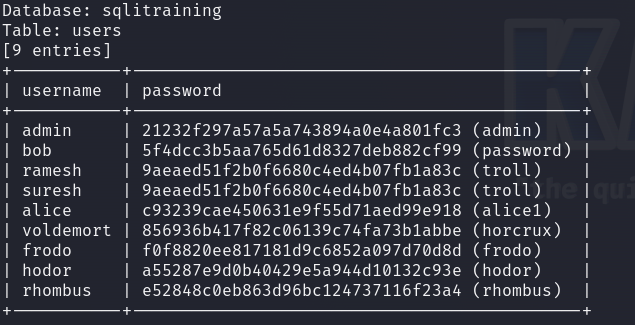 Database: sqlitraining
Table: users
[9 entries]
+-----------+---------------------------------------------+
| username  | password                                    |
+-----------+---------------------------------------------+
| admin     | 21232f297a57a5a743894a0e4a801fc3 (admin)    |
| bob       | 5f4dcc3b5aa765d61d8327deb882cf99 (password) |
| ramesh    | 9aeaed51f2b0f6680c4ed4b07fb1a83c (troll)    |
| suresh    | 9aeaed51f2b0f6680c4ed4b07fb1a83c (troll)    |
| alice     | c93239cae450631e9f55d71aed99e918 (alice1)   |
| voldemort | 856936b417f82c06139c74fa73b1abbe (horcrux)  |
| frodo     | f0f8820ee817181d9c6852a097d70d8d (frodo)    |
| hodor     | a55287e9d0b40429e5a944d10132c93e (hodor)    |
| rhombus   | e52848c0eb863d96bc124737116f23a4 (rhombus)  |
+-----------+---------------------------------------------+